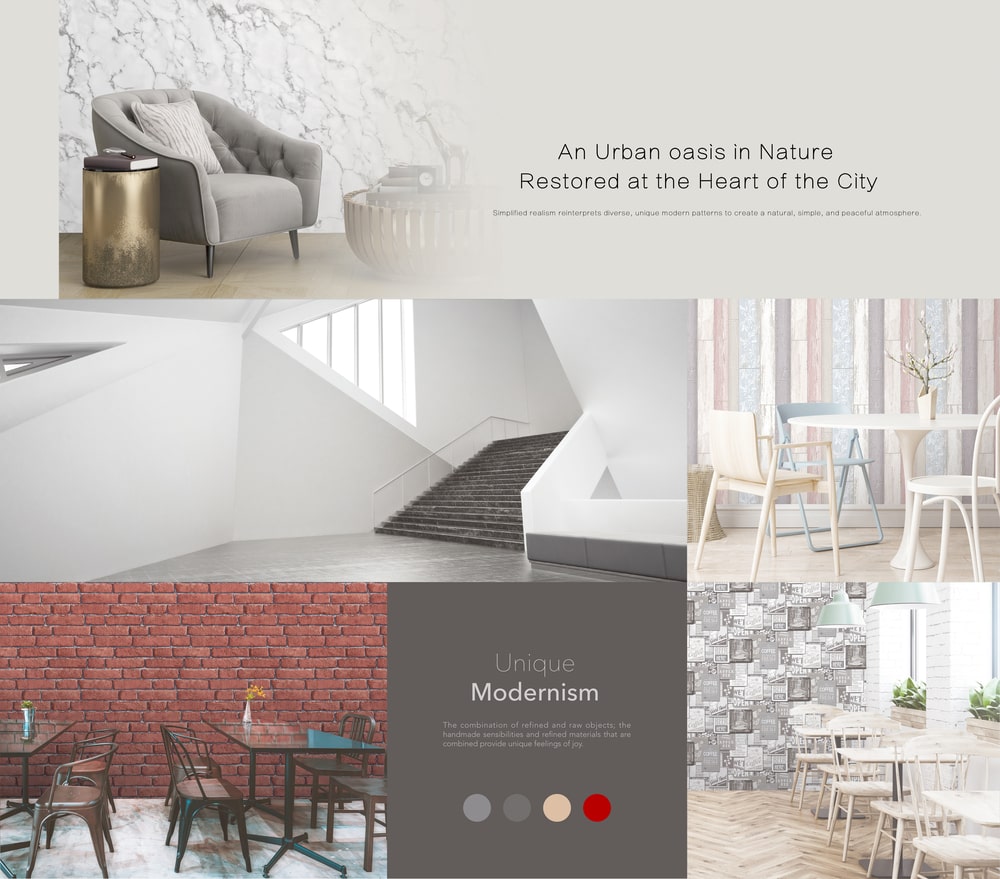 An Urban oasis in Nature
Restored at the Heart of the City
Simplified realism reinterprets diverse, unique modern patterns to create a natural, simple, and peaceful atmosphere.
Unique
Modernism
The combination of refined and raw objects, the
handmade sensibilities and refined materials that are
combined provide unique feelings of joy.
COFFEE
OPEN